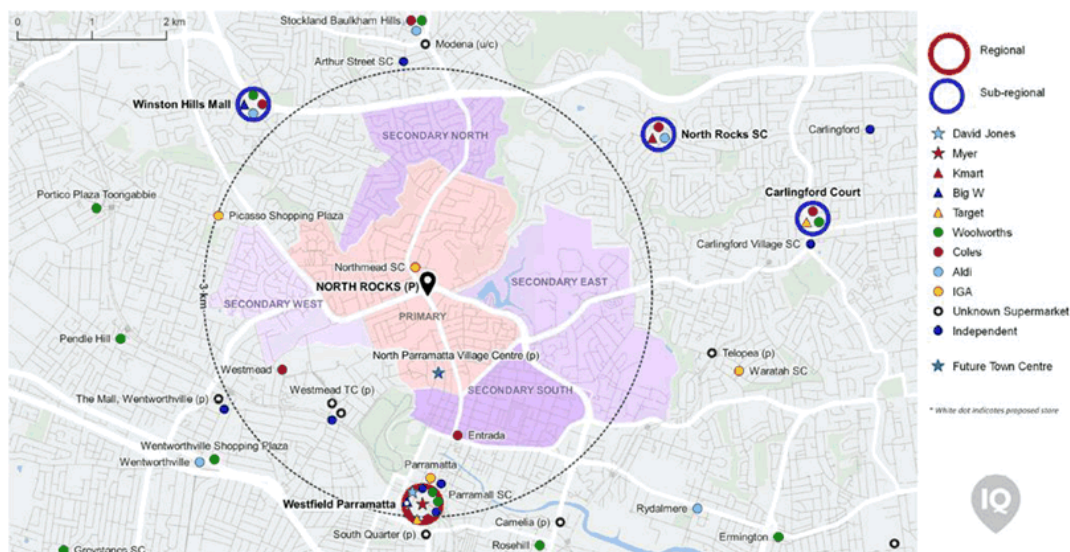 0 1 2 km
Stockland Baulkham Hills
Modena (u/c)
Arthur Street SC
Winston Hills Mall
SECONDARY NORTH
North Rocks SC
Carlingford
Portico Plaza Toongabbie
Carlingford Court
Picasso Shopping Plaza
Carlingford Village SC
Northmead SC
NORTH ROCKS (P)
SECONDARY EAST
3 km
SECONDARY WEST
PRIMARY
Pendle Hill
North Parramatta Village Centre (p)
Telopea (p)
Westmead
Waratah SC
Westmead TC (p)
SECONDARY SOUTH
The Mall, Wentworthville (p)
Entrada
Wentworthville Shopping Plaza
Wentworthville
Parramatta
Westfield Parramatta
Parramall SC
Rydalmere
South Quarter (p)
Camelia (p)
Ermington
Rosehill
Greystanes SC
Regional
Sub-regional
David Jones
Myer
Kmart
Big W
Target
Woolworths
Coles
Aldi
IGA
Unknown Supermarket
Independent
Future Town Centre
* White dot indicates proposed store
IQ